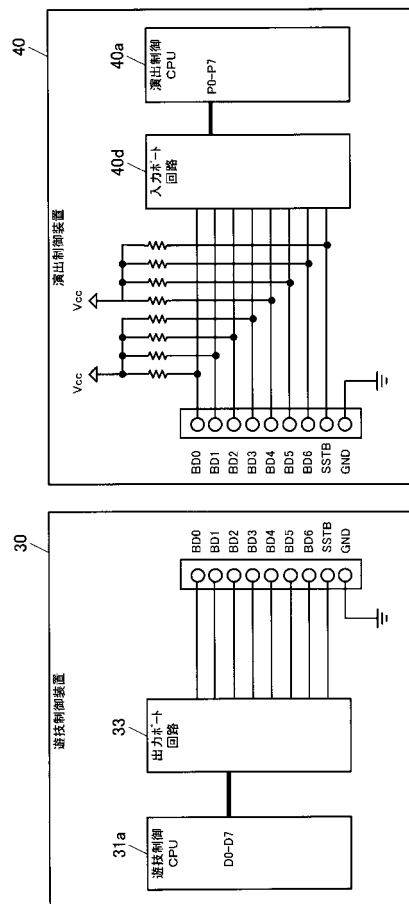 40
演出制御装置
40a
演出制御
CPU
P0-P7
40d
入力ポート
回路
Vcc
Vcc
BD0
BD1
BD2
BD3
BD4
BD5
BD6
SSTB
GND
30
遊技制御装置
BD0
BD1
BD2
BD3
BD4
BD5
BD6
SSTB
GND
33
出力ポート
回路
31a
遊技制御
CPU
D0-D7